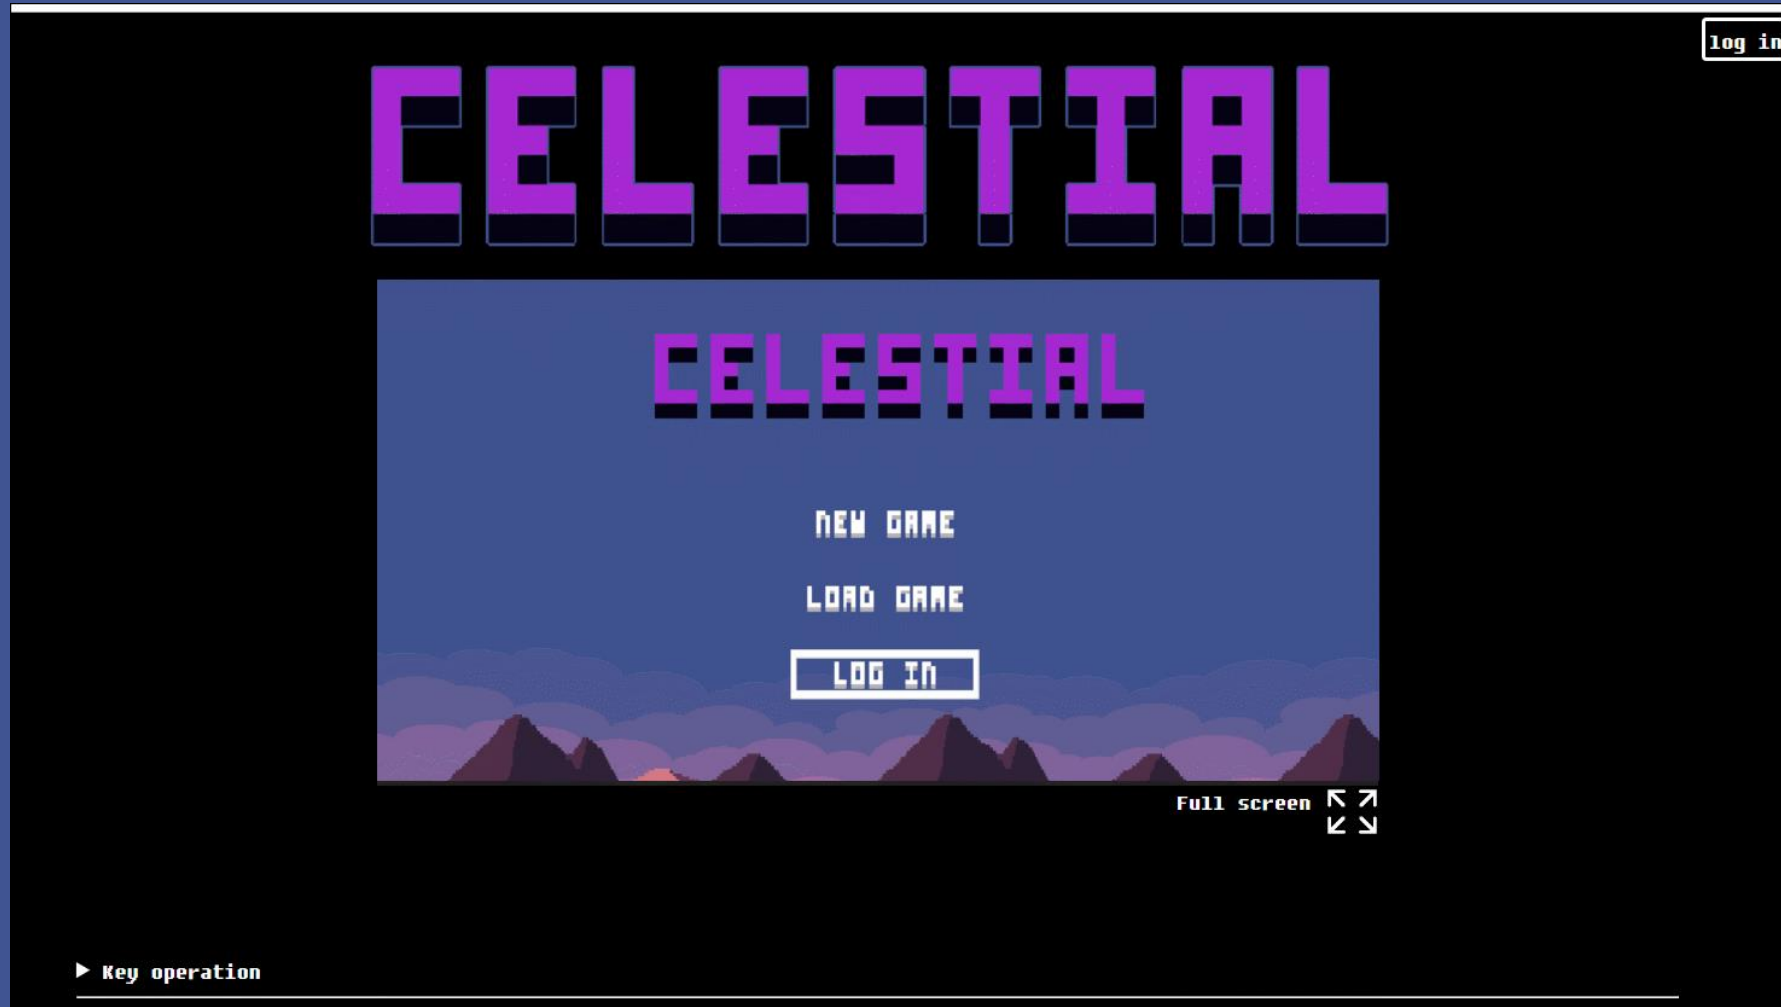 log in
CELESTIAL
CELESTIAL
NEW GAME
LOAD GAME
LOG IN
Full screen
Key operation